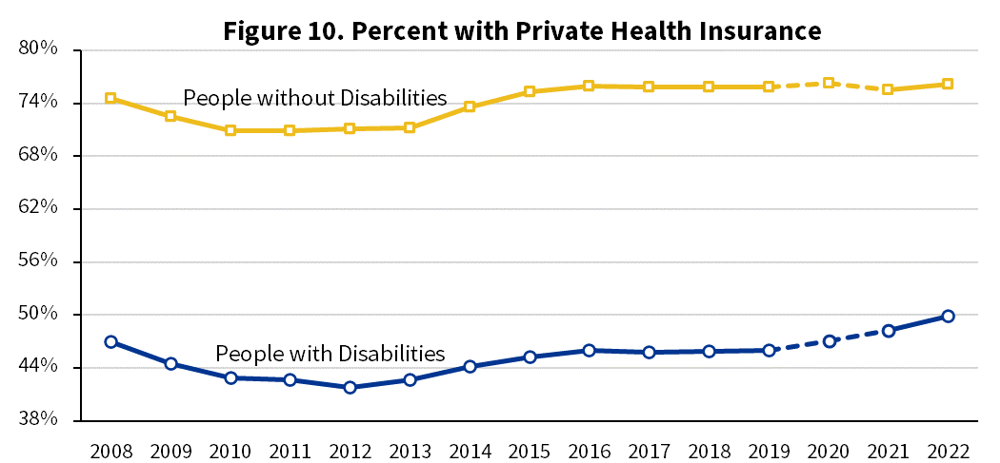 Figure 10. Percent with Private Health Insurance
80%
People without Disabilities
74%
68%
62%
56%
50%
People with Disabilities
44%
38%
2008 2009 2010 2011 2012 2013 2014 2015 2016 2017 2018 2019 2020 2021 2022